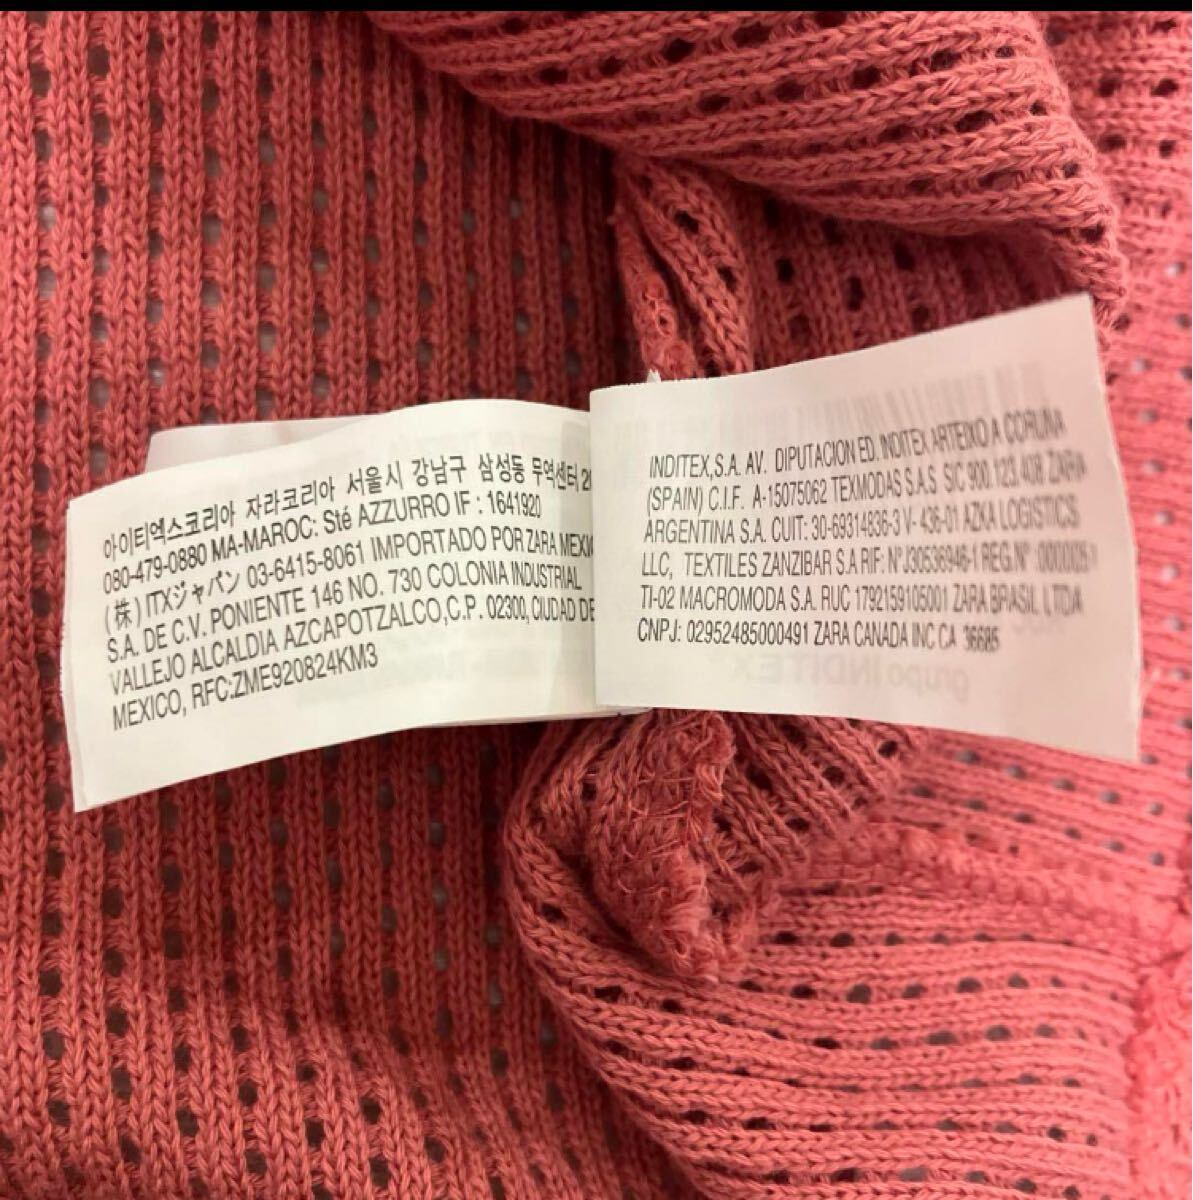 아이티엑스코리아 자라코리아 서울시 강남구 삼성동 무역센터
080-479-0880 MA-MAROC: Sté AZZURRO IF : 1641920
(株) ITXジャパン 03-6415-8061 IMPORTADO POR ZARA MEXI
S.A. DE C.V. PONIENTE 146 NO. 730 COLONIA INDUSTRIAL
VALLEJO ALCALDIA AZCAPOTZALCO,C.P. 02300, CIUDAD DE
MEXICO, RFC:ZME920824KM3
INDITEX,S.A. AV. DIPUTACION ED. INDITEX ARTEIXO A CORUNA
(SPAIN) C.I.F. A-15075062 TEXMODAS S.A.S SIC 900.123.408 ZARA
ARGENTINA S.A. CUIT: 30-69314836-3 V- 436-01 AZKA LOGISTICS
LLC, TEXTILES ZANZIBAR S.A RIF: N° J30536946-1 REG.N°
TI-02 MACROMODA S.A. RUC 1792159105001 ZARA BRASIL LTDA
CNPJ: 02952485000491 ZARA CANADA INC CA 36685
grupo INDITEX